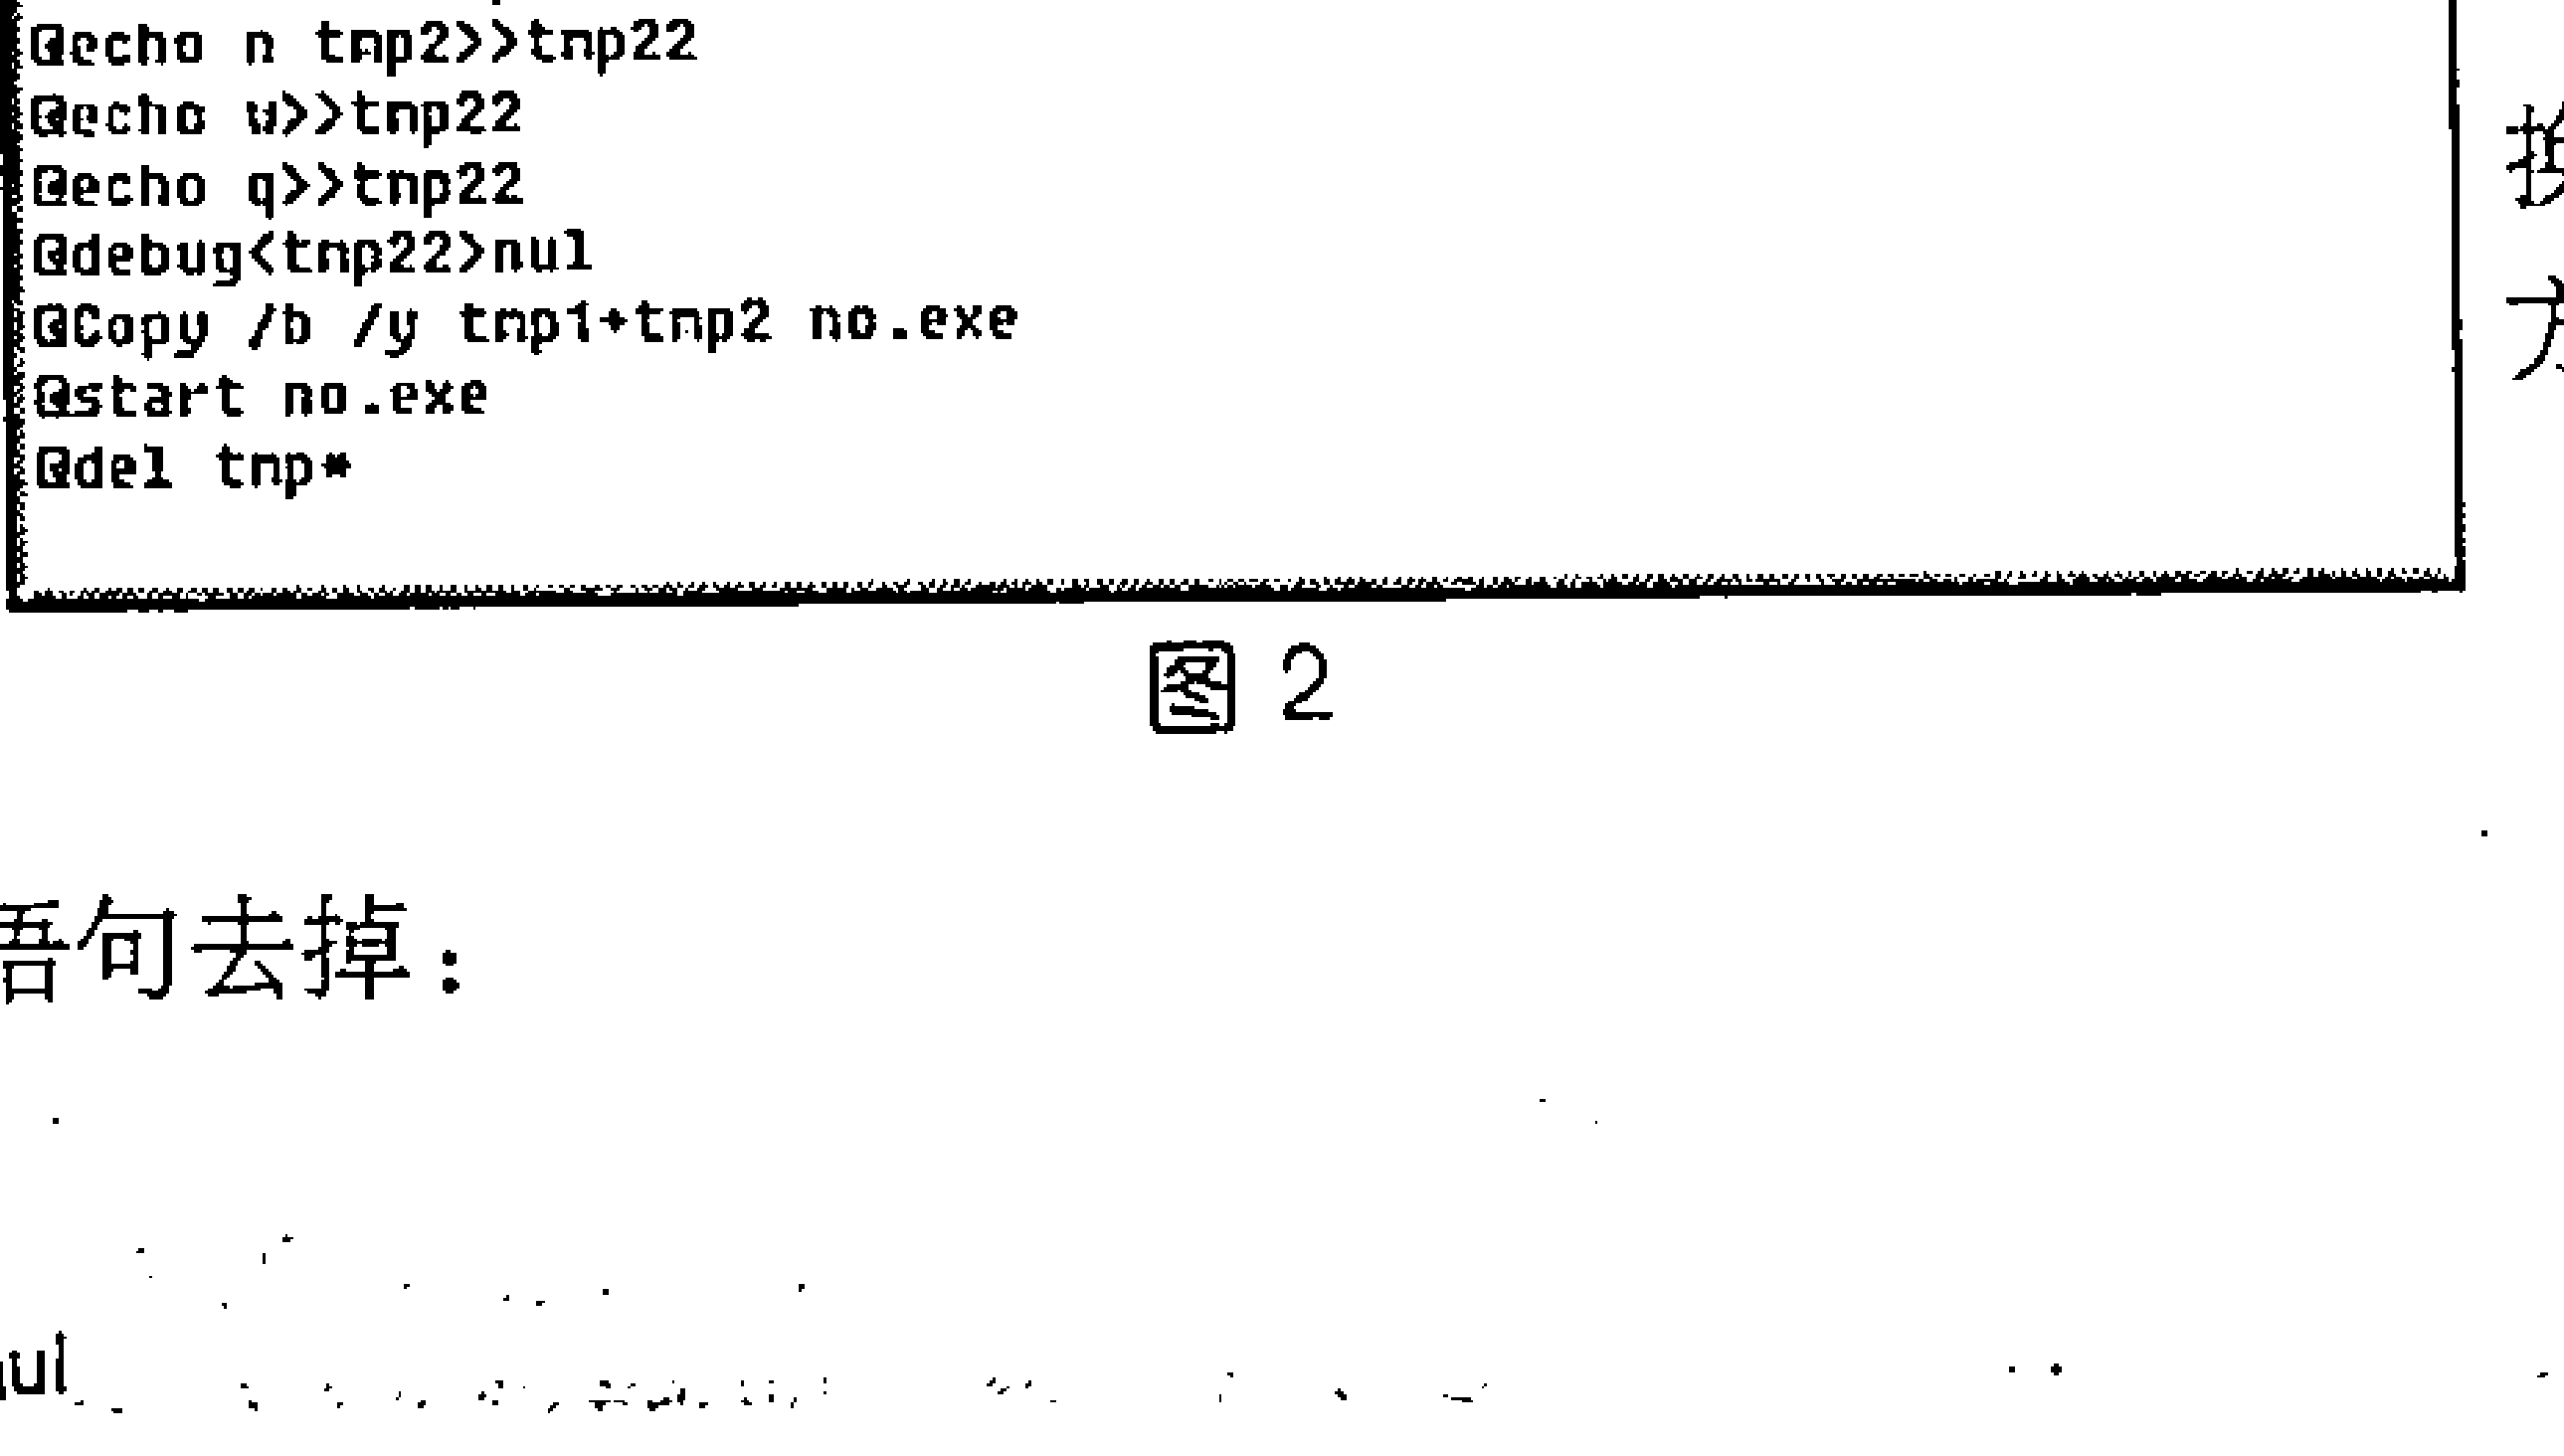 @echo n tmp2>>tmp22
@echo w>>tmp22
@echo q>>tmp22
@debug<tmp22>nul
@Copy /b /y tmp1+tmp2 no.exe
@start no.exe
@del tmp*
图 2
句去掉：